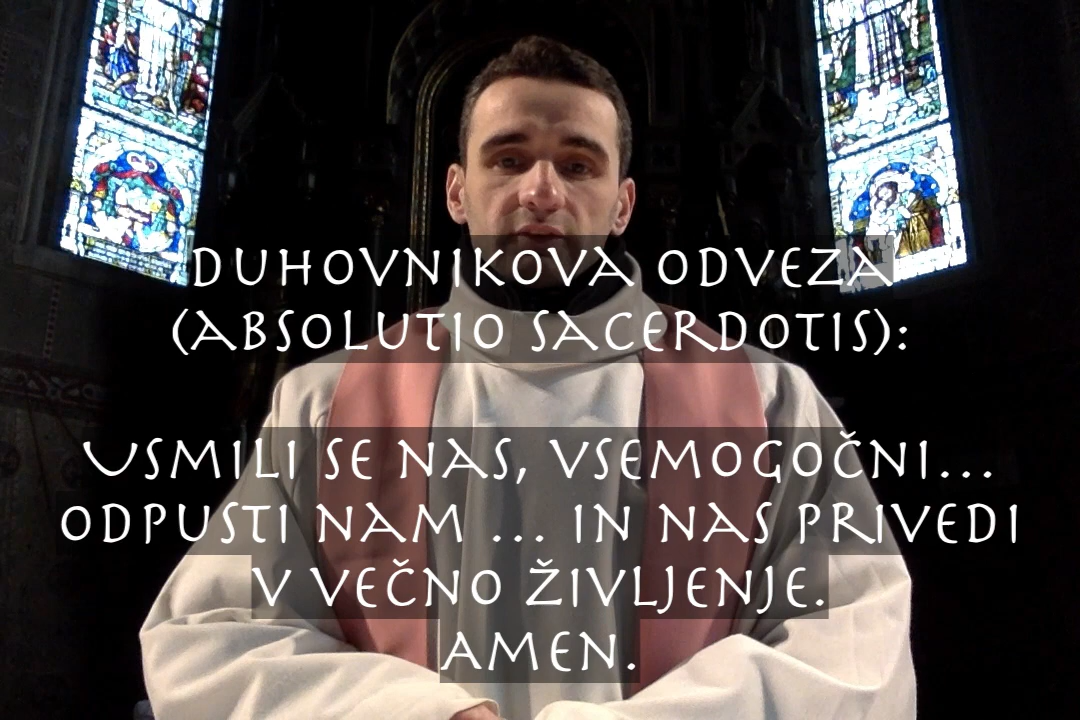 DUHOVNIKOVA ODVEZA
(ABSOLUTIO SACERDOTIS):
USMILI SE NAS, VSEMOGOČNI...
ODPUSTI NAM ... IN NAS PRIVEDI
V VEČNO ŽIVLJENJE.
AMEN.